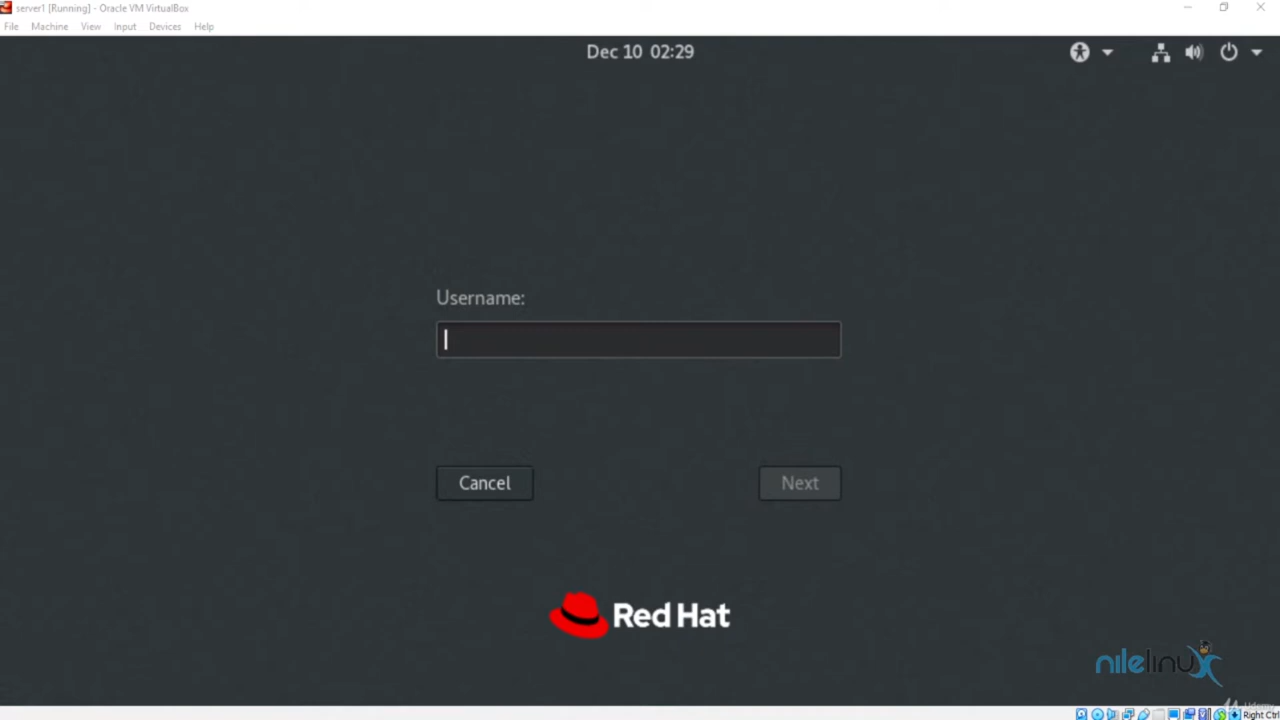 server1 [Running] - Oracle VM VirtualBox
File Machine View Input Devices Help
Dec 10 02:29
Username:
Cancel
Next
Red Hat
nilelinux
Udemy
Right Ctrl